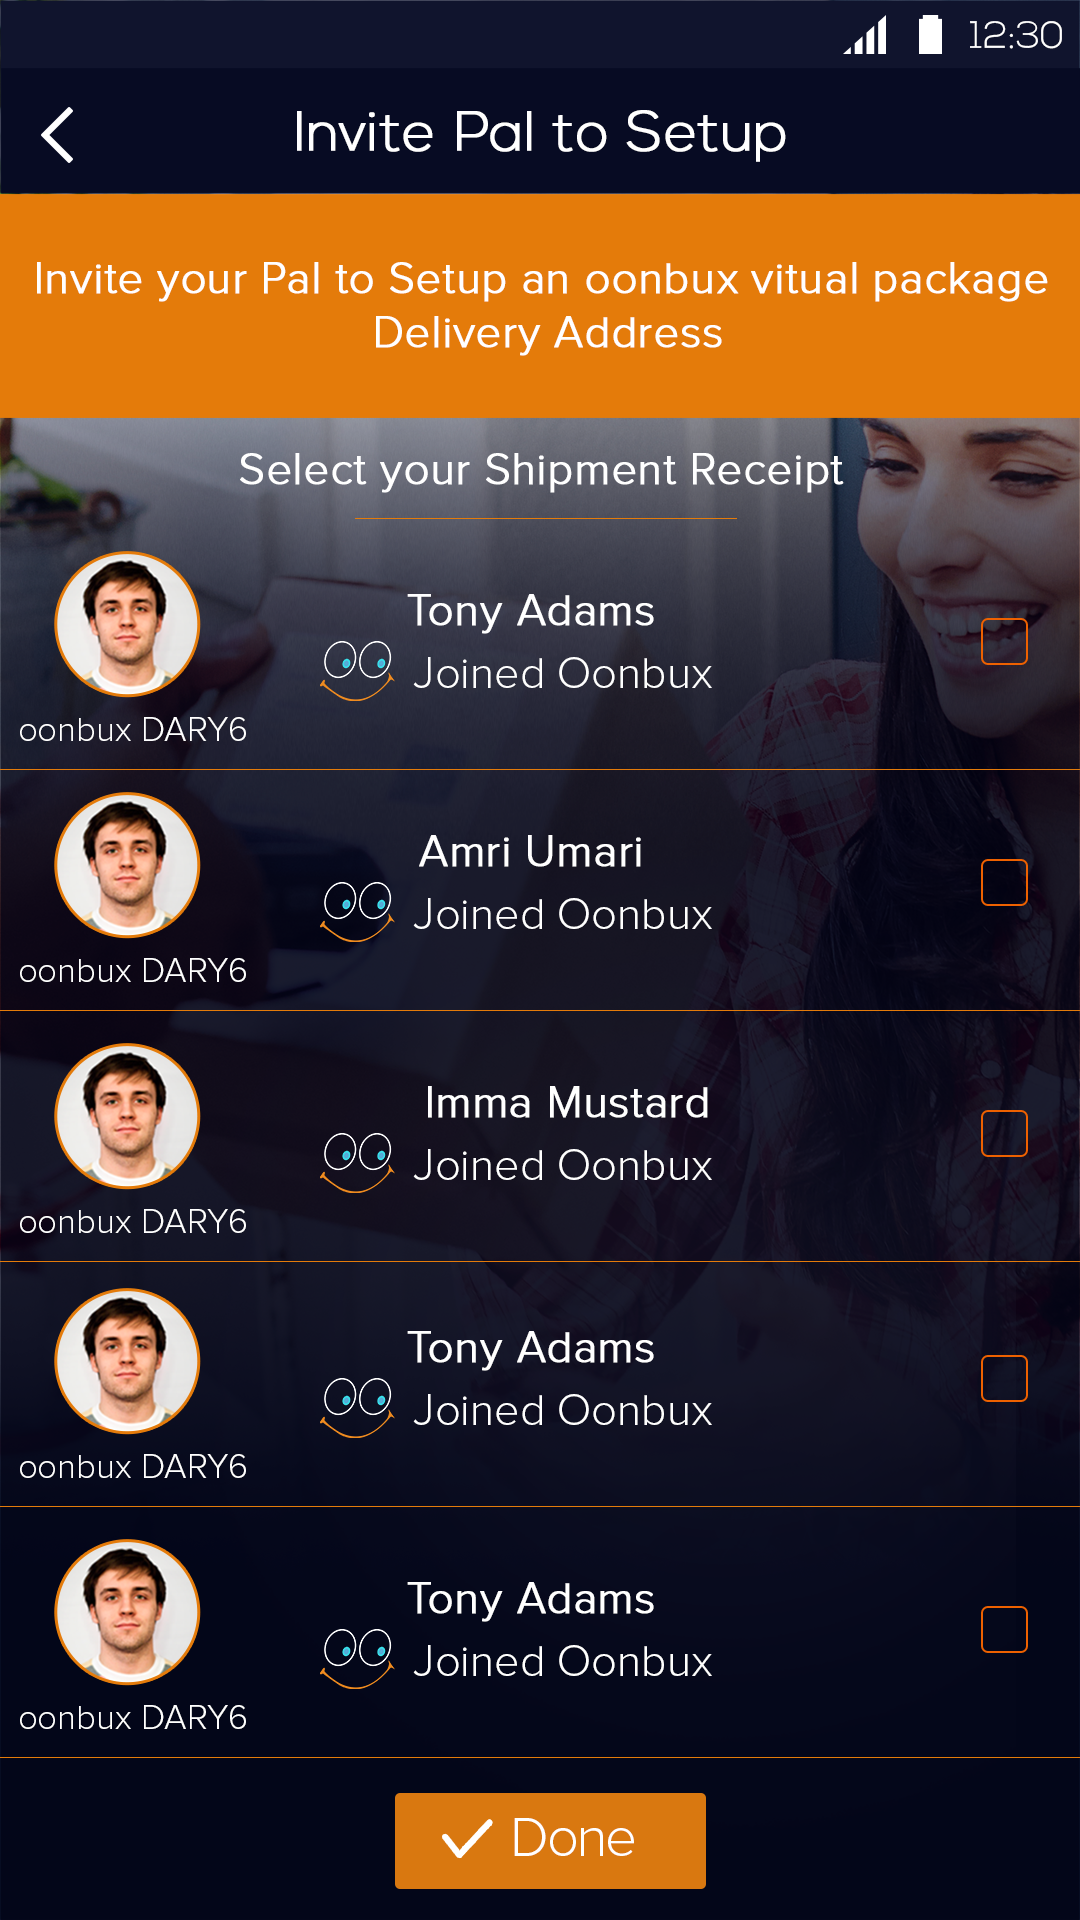 12:30
Invite Pal to Setup
Invite your Pal to Setup an oonbux vitual package
Delivery Address
Select your Shipment Receipt
Tony Adams
Joined Oonbux
oonbux DARY6
Amri Umari
Joined Oonbux
oonbux DARY6
Imma Mustard
Joined Oonbux
oonbux DARY6
Tony Adams
Joined Oonbux
oonbux DARY6
Tony Adams
Joined Oonbux
oonbux DARY6
Done